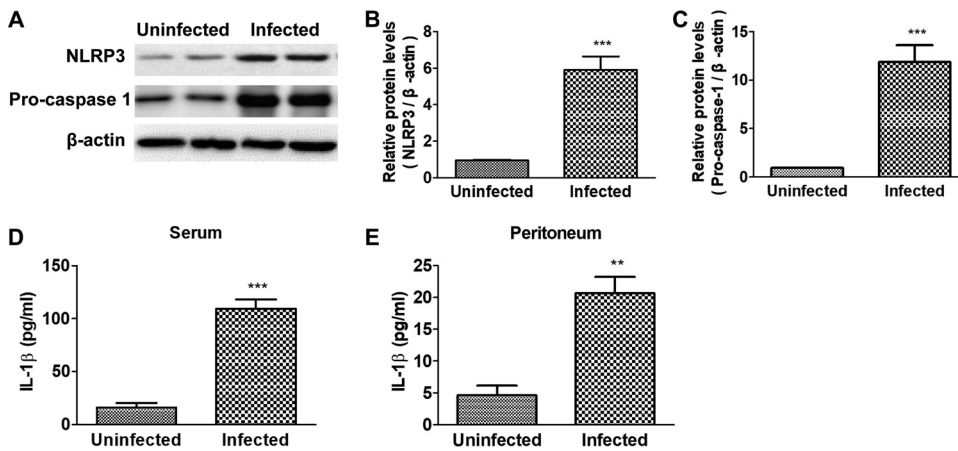 A
Uninfected Infected
NLRP3
Pro-caspase 1
β-actin
B
Relative protein levels
( NLRP3 / β -actin)
8
6
4
2
0
***
Uninfected Infected
C
Relative protein levels
( Pro-caspase-1 / β -actin)
15
10
5
0
***
Uninfected Infected
D
Serum
IL-1β (pg/ml)
150
100
50
0
***
Uninfected Infected
E
Peritoneum
IL-1β (pg/ml)
25
20
15
10
5
0
**
Uninfected Infected